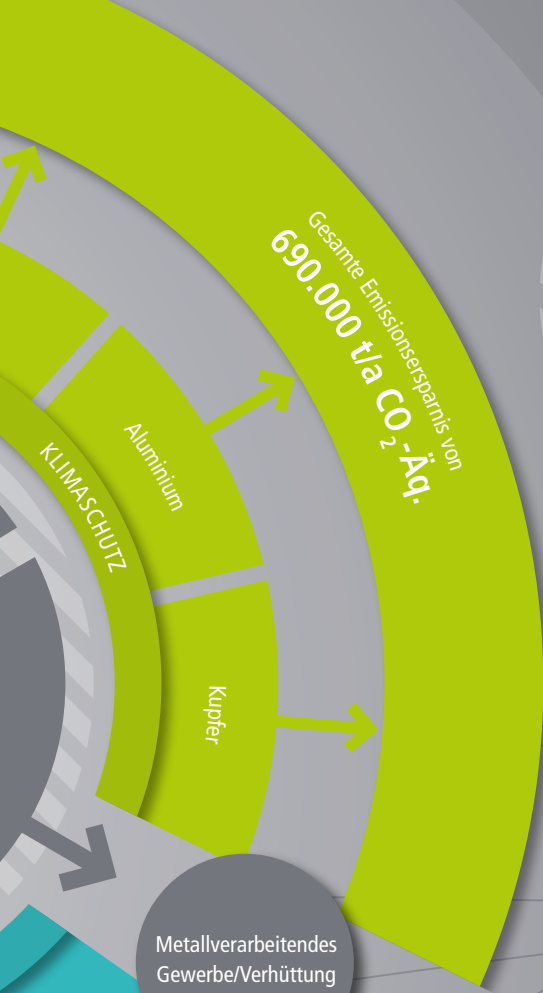 Gesamte Emissionsersparnis von
690.000 t/a CO₂-Äq.
KLIMASCHUTZ
Aluminium
Kupfer
Metallverarbeitendes
Gewerbe/Verhüttung